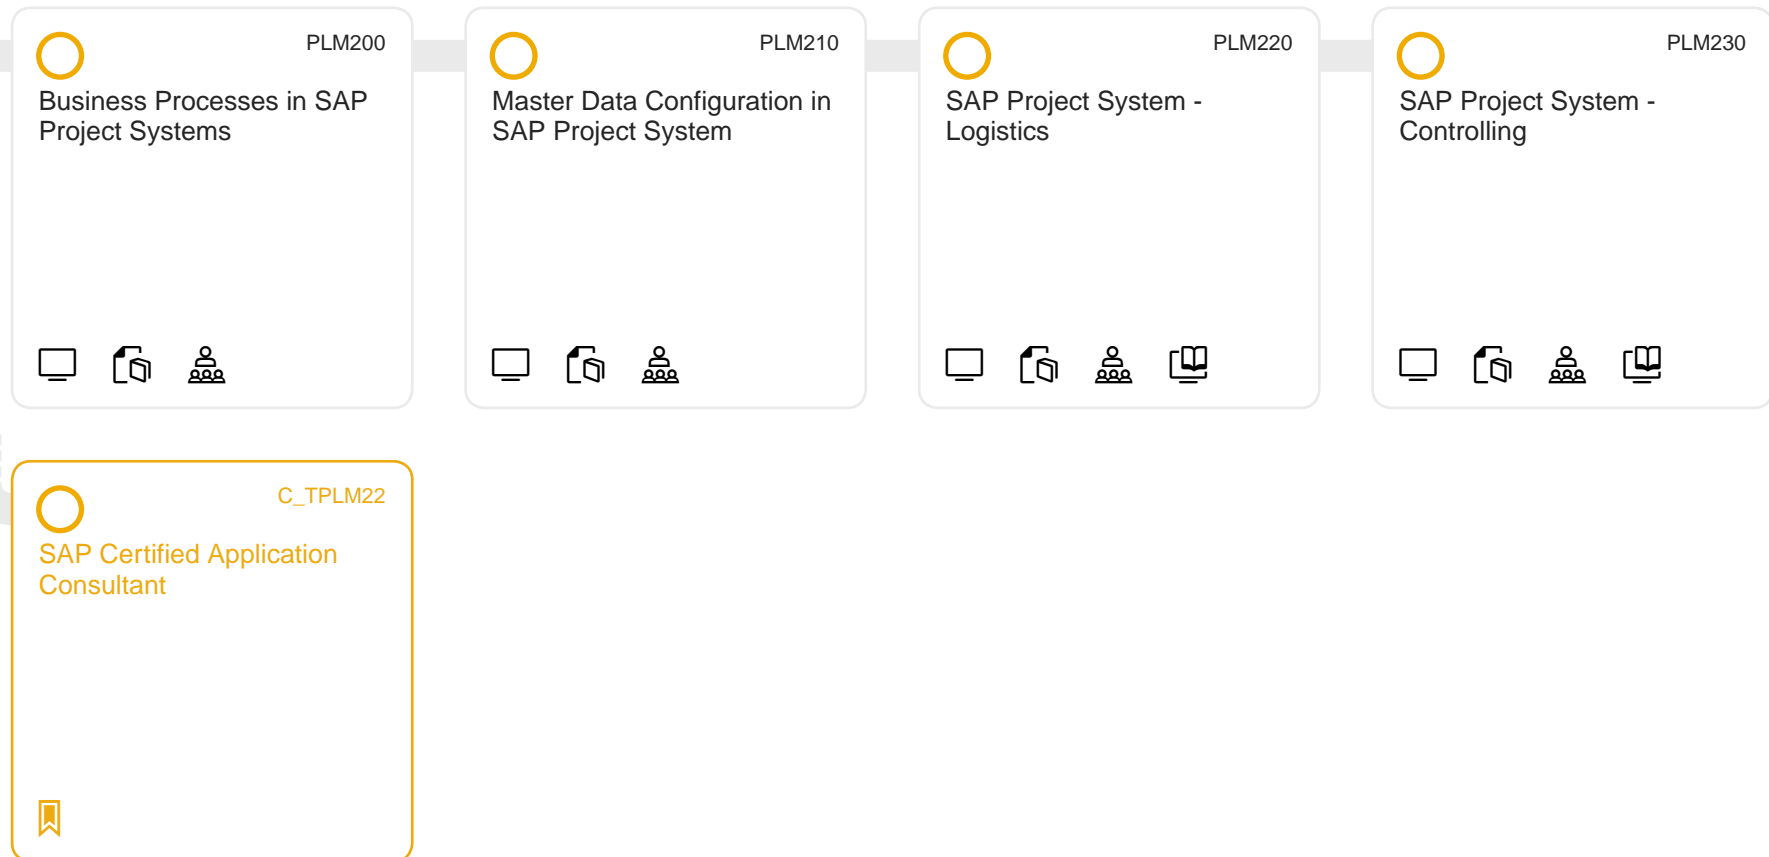 PLM200
Business Processes in SAP
Project Systems
PLM210
Master Data Configuration in
SAP Project System
PLM220
SAP Project System -
Logistics
PLM230
SAP Project System -
Controlling
C_TPLM22
SAP Certified Application
Consultant